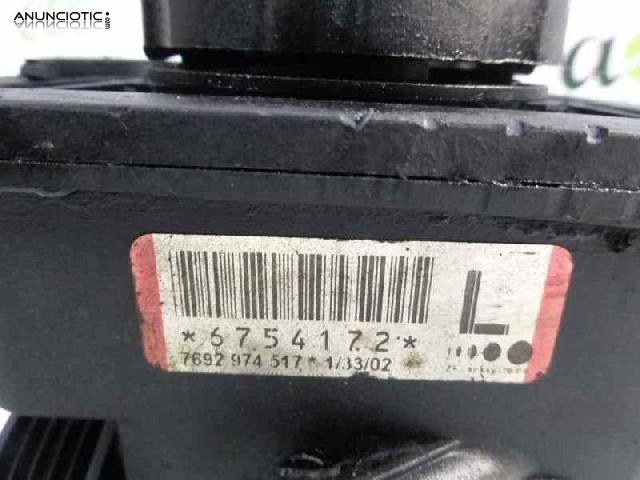 ANUNCIOTIC
*6754172*
L
7692 974 517 * 1/33/02